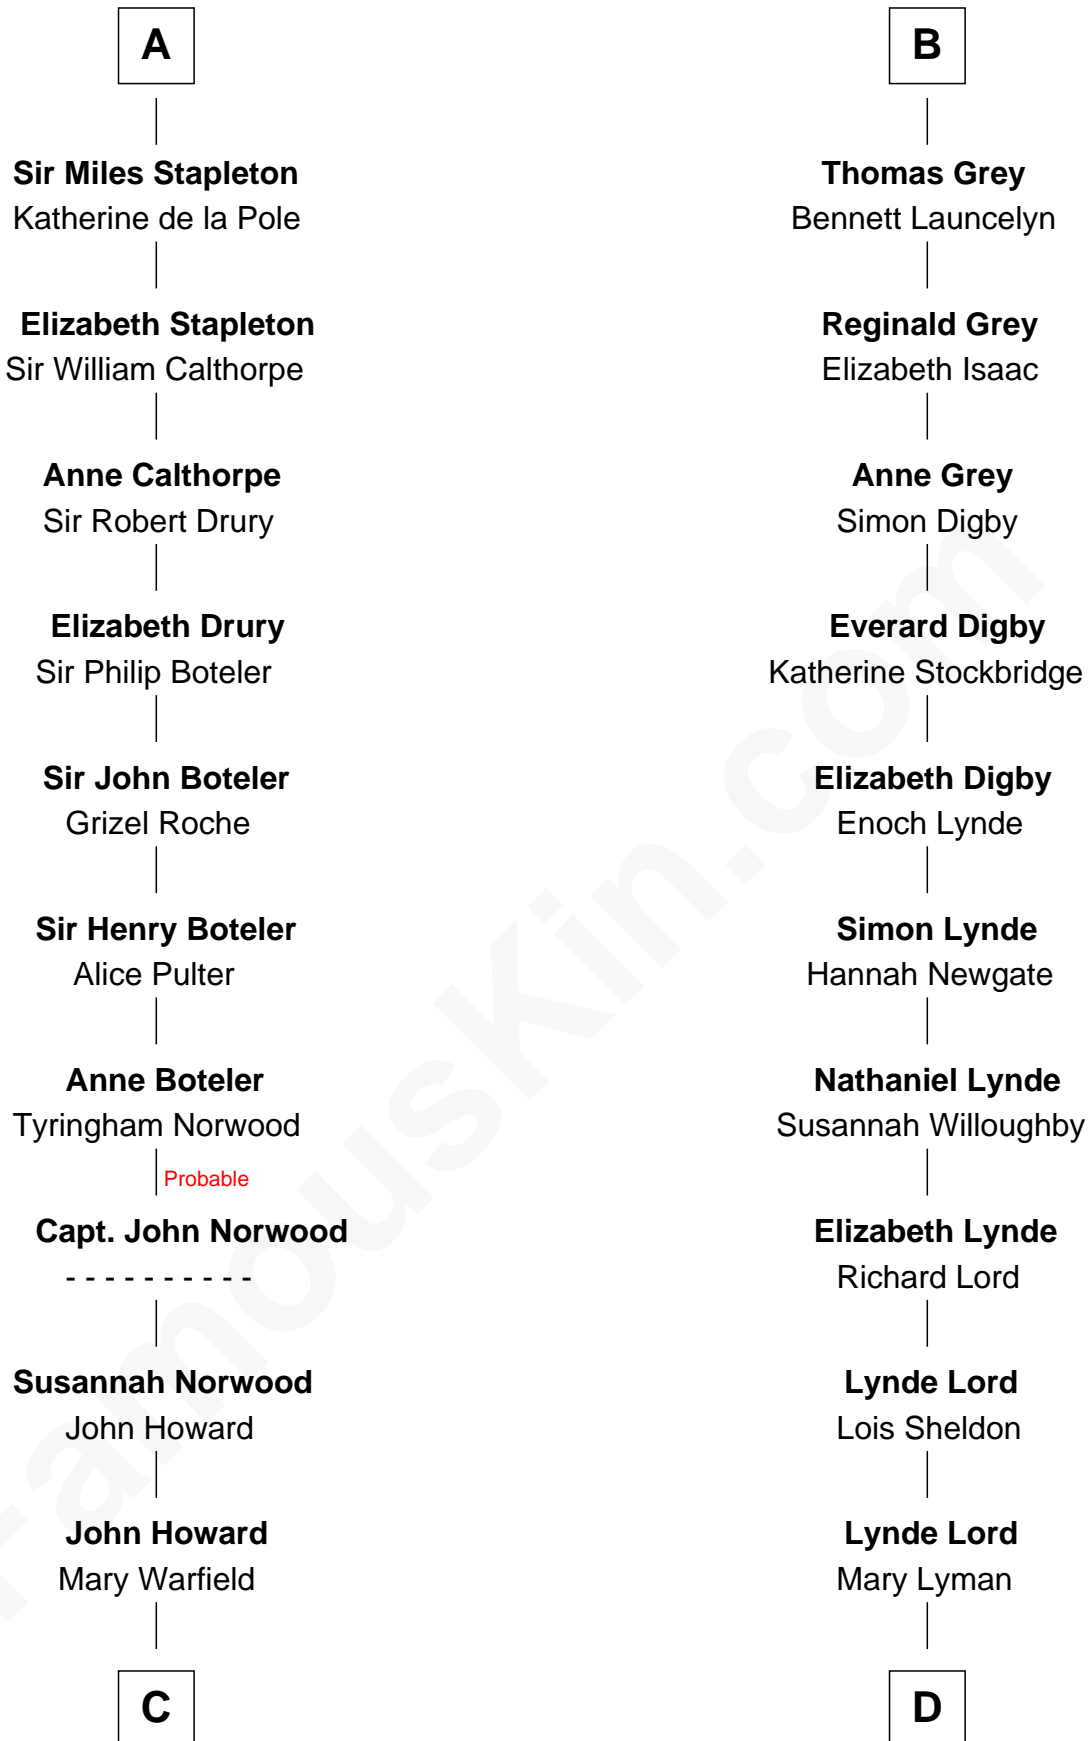 A
Sir Miles Stapleton
Katherine de la Pole
Elizabeth Stapleton
Sir William Calthorpe
Anne Calthorpe
Sir Robert Drury
Elizabeth Drury
Sir Philip Boteler
Sir John Boteler
Grizel Roche
Sir Henry Boteler
Alice Pulter
Anne Boteler
Tyringham Norwood
Probable
Capt. John Norwood
- - - - - - - - - -
Susannah Norwood
John Howard
John Howard
Mary Warfield
C
B
Thomas Grey
Bennett Launcelyn
Reginald Grey
Elizabeth Isaac
Anne Grey
Simon Digby
Everard Digby
Katherine Stockbridge
Elizabeth Digby
Enoch Lynde
Simon Lynde
Hannah Newgate
Nathaniel Lynde
Susannah Willoughby
Elizabeth Lynde
Richard Lord
Lynde Lord
Lois Sheldon
Lynde Lord
Mary Lyman
D
FamousKin.com